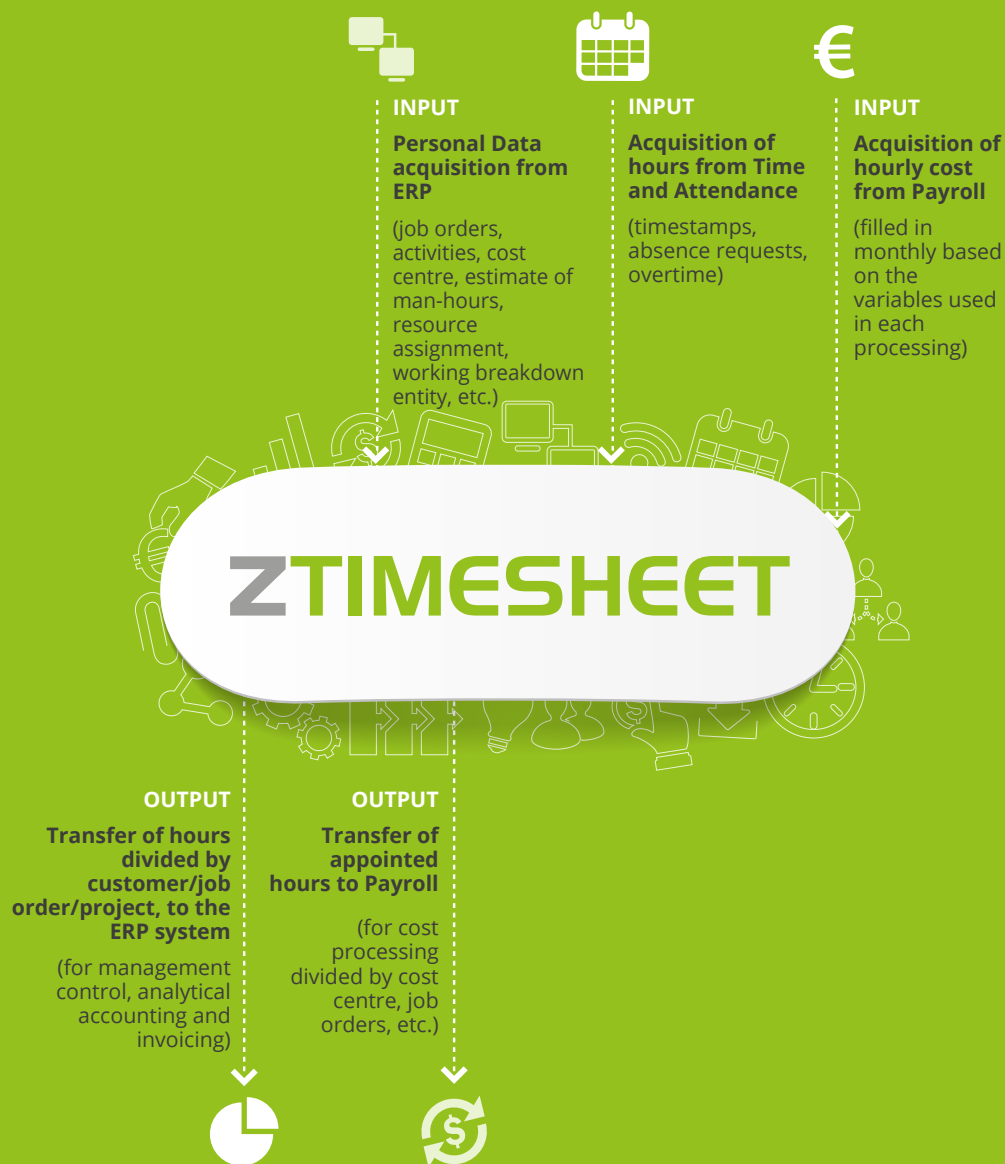 INPUT
Personal Data
acquisition from
ERP
(job orders,
activities, cost
centre, estimate of
man-hours,
resource
assignment,
working breakdown
entity, etc.)
INPUT
Acquisition of
hours from Time
and Attendance
(timestamps,
absence requests,
overtime)
€
INPUT
Acquisition of
hourly cost
from Payroll
(filled in
monthly based
on the
variables used
in each
processing)
ZTIMESHEET
OUTPUT
Transfer of hours
divided by
customer/job
order/project, to the
ERP system
(for management
control, analytical
accounting and
invoicing)
OUTPUT
Transfer of
appointed
hours to Payroll
(for cost
processing
divided by cost
centre, job
orders, etc.)
$